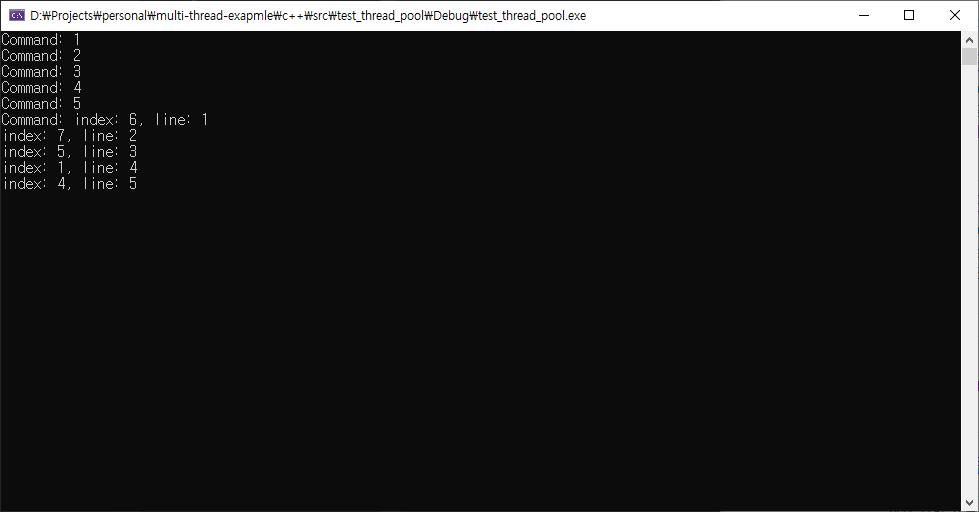 D:₩Projects₩personal₩multi-thread-exapmle₩c++₩src₩test_thread_pool₩Debug₩test_thread_pool.exe
Command: 1
Command: 2
Command: 3
Command: 4
Command: 5
Command: index: 6, line: 1
index: 7, line: 2
index: 5, line: 3
index: 1, line: 4
index: 4, line: 5